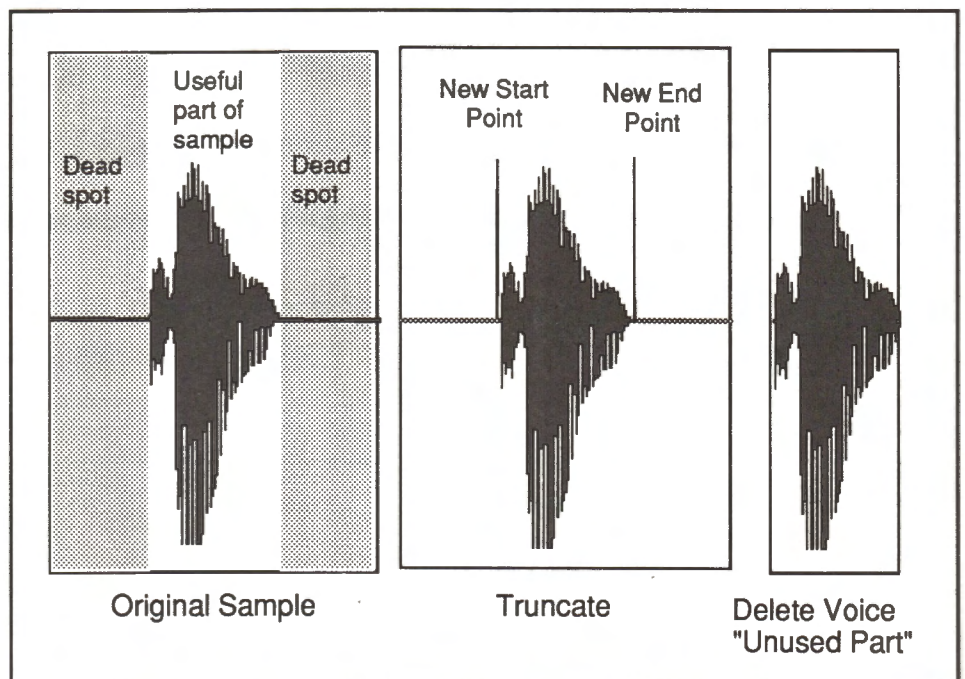 Useful
part of
sample
Dead
spot
Dead
spot
Original Sample
New Start
Point
New End
Point
Truncate
Delete Voice
"Unused Part"